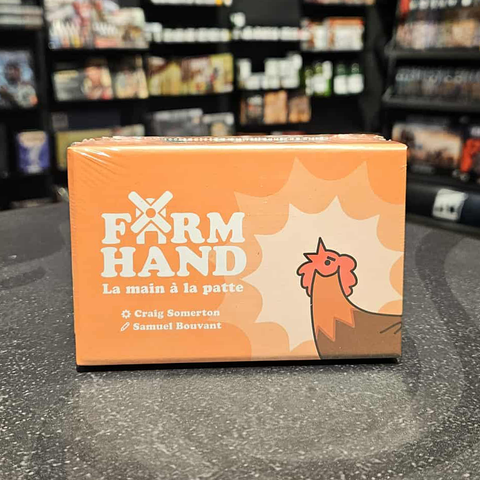 FARM
HAND
La main à la patte
Craig Somerton
Samuel Bouvant